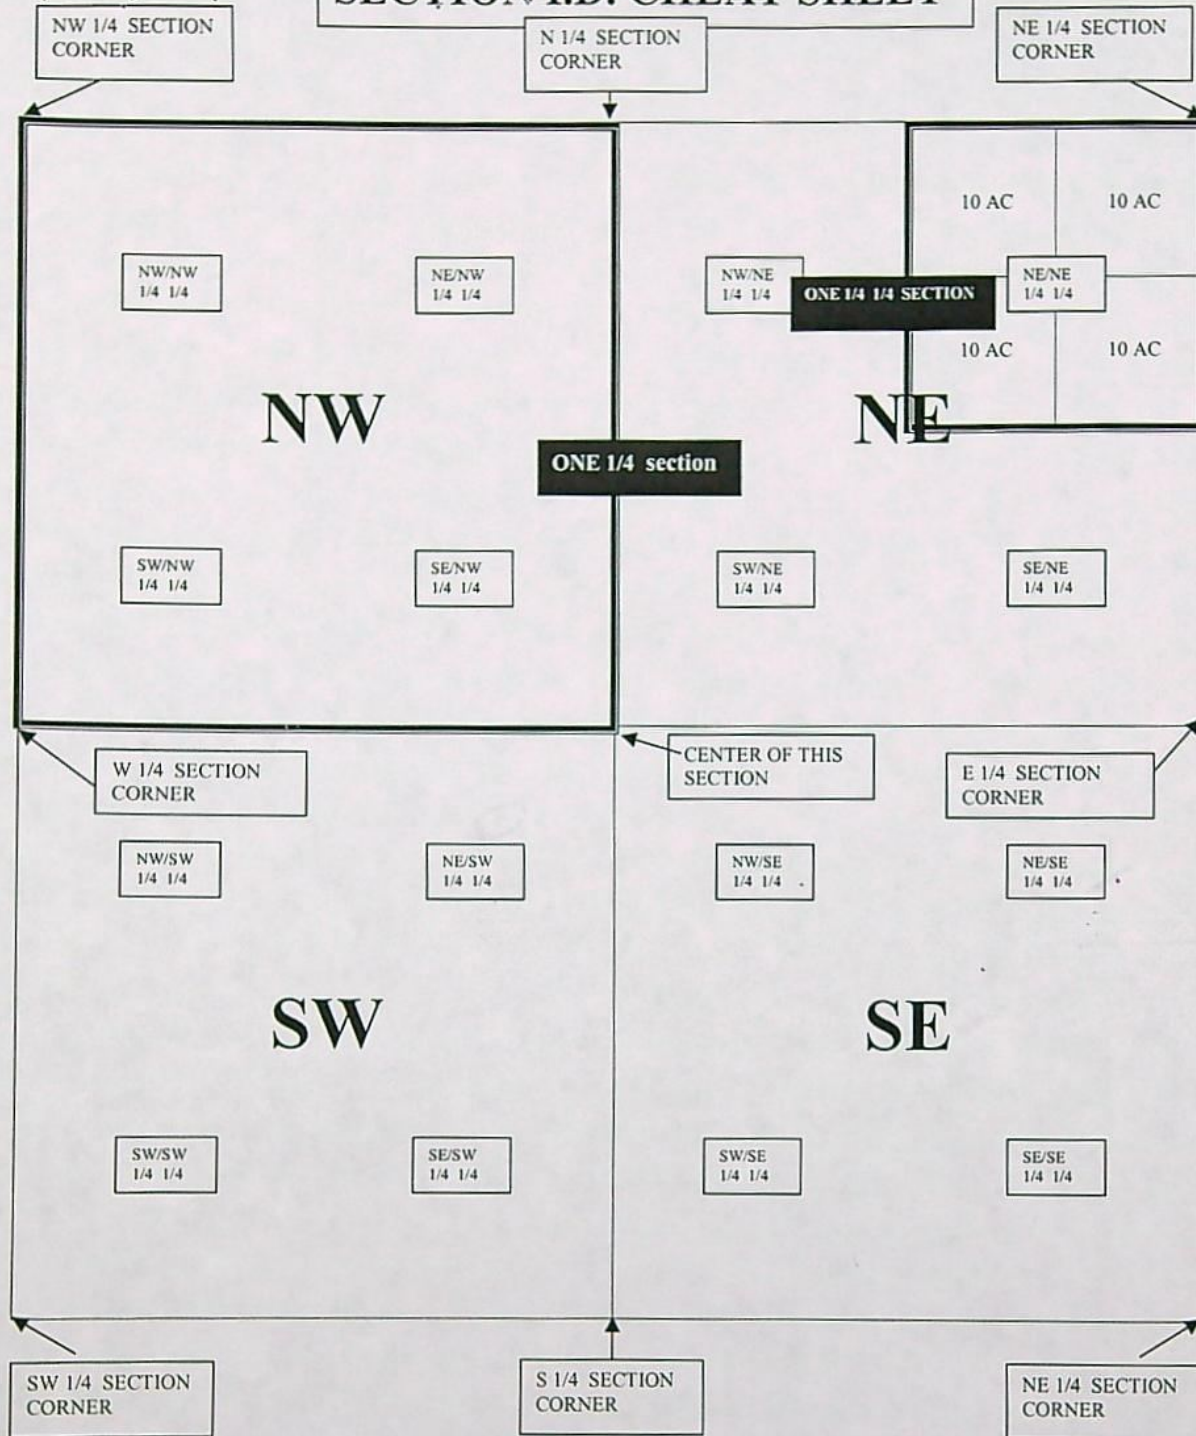 SECTION I.D. CHEAT SHEET
NW 1/4 SECTION
CORNER
N 1/4 SECTION
CORNER
NE 1/4 SECTION
CORNER
10 AC
10 AC
NW/NW
1/4 1/4
NE/NW
1/4 1/4
NW/NE
1/4 1/4
ONE 1/4 1/4 SECTION
NE/NE
1/4 1/4
10 AC
10 AC
NW
NE
ONE 1/4 section
SW/NW
1/4 1/4
SE/NW
1/4 1/4
SW/NE
1/4 1/4
SE/NE
1/4 1/4
W 1/4 SECTION
CORNER
CENTER OF THIS
SECTION
E 1/4 SECTION
CORNER
NW/SW
1/4 1/4
NE/SW
1/4 1/4
NW/SE
1/4 1/4
NE/SE
1/4 1/4
SW
SE
SW/SW
1/4 1/4
SE/SW
1/4 1/4
SW/SE
1/4 1/4
SE/SE
1/4 1/4
SW 1/4 SECTION
CORNER
S 1/4 SECTION
CORNER
NE 1/4 SECTION
CORNER